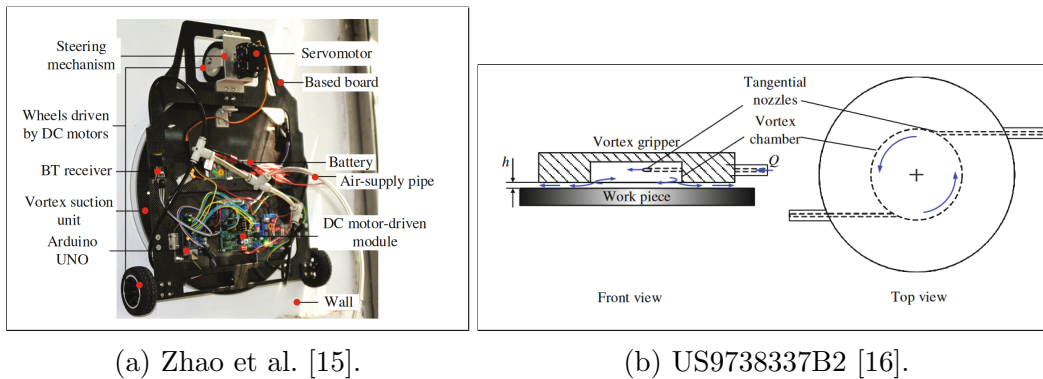 Steering
mechanism
Servomotor
Based board
Wheels driven
by DC motors
BT receiver
Battery
Air-supply pipe
Vortex suction
unit
DC motor-driven
module
Arduino
UNO
Wall
Tangential
nozzles
Vortex
chamber
Vortex gripper
h
Q
Work piece
Front view
Top view
(a) Zhao et al. [15].
(b) US9738337B2 [16].